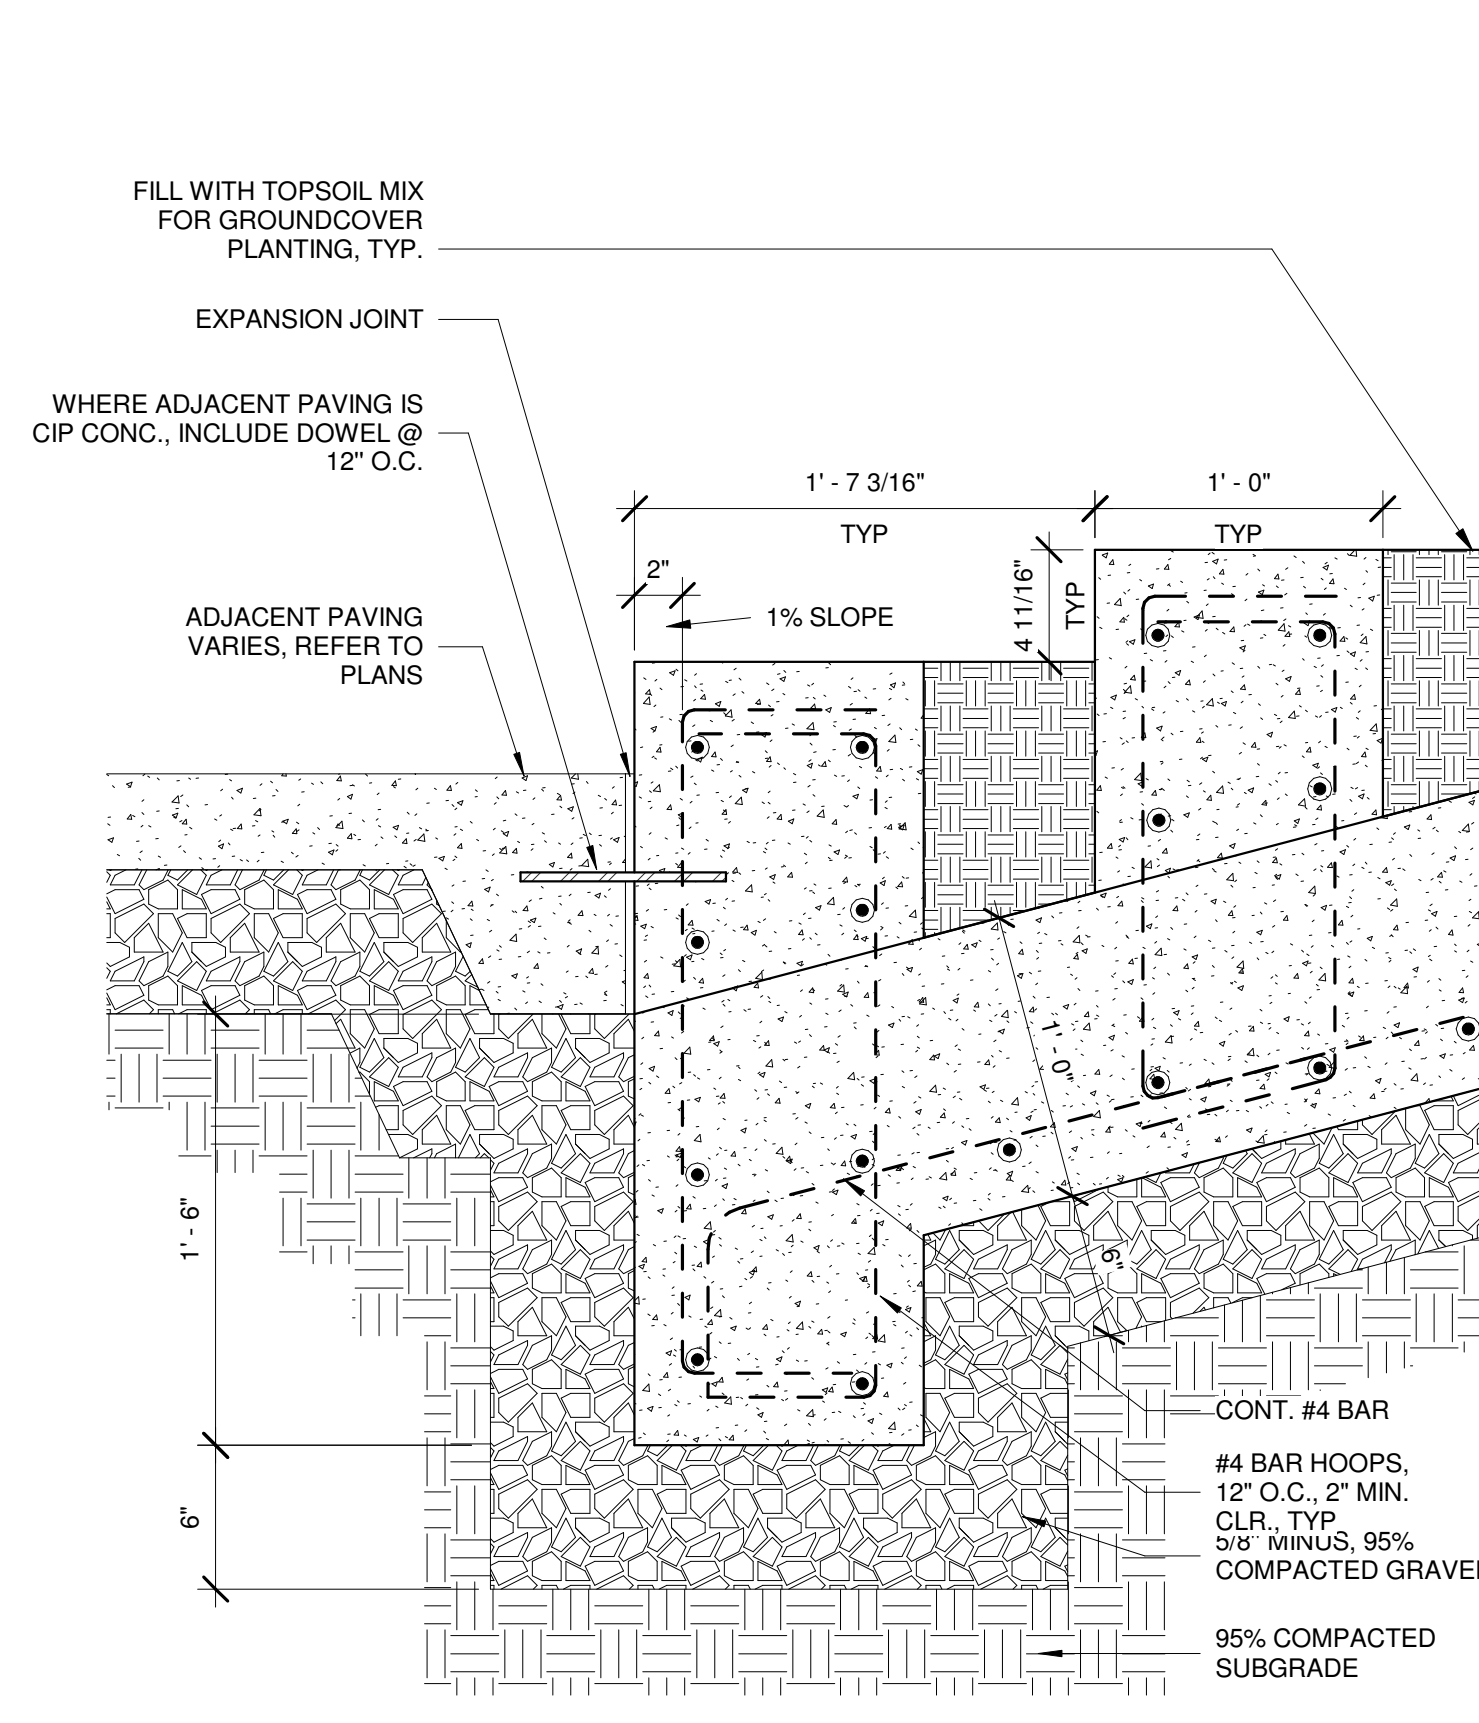 FILL WITH TOPSOIL MIX
FOR GROUNDCOVER
PLANTING, TYP.
EXPANSION JOINT
WHERE ADJACENT PAVING IS
CIP CONC., INCLUDE DOWEL @
12" O.C.
1' - 7 3/16"
TYP
1' - 0"
TYP
2"
4 11/16"
TYP
1% SLOPE
ADJACENT PAVING
VARIES, REFER TO
PLANS
1' - 0"
1' - 6"
6"
6"
CONT. #4 BAR
#4 BAR HOOPS,
12" O.C., 2" MIN.
CLR., TYP
5/8" MINUS, 95%
COMPACTED GRAVEL
95% COMPACTED
SUBGRADE